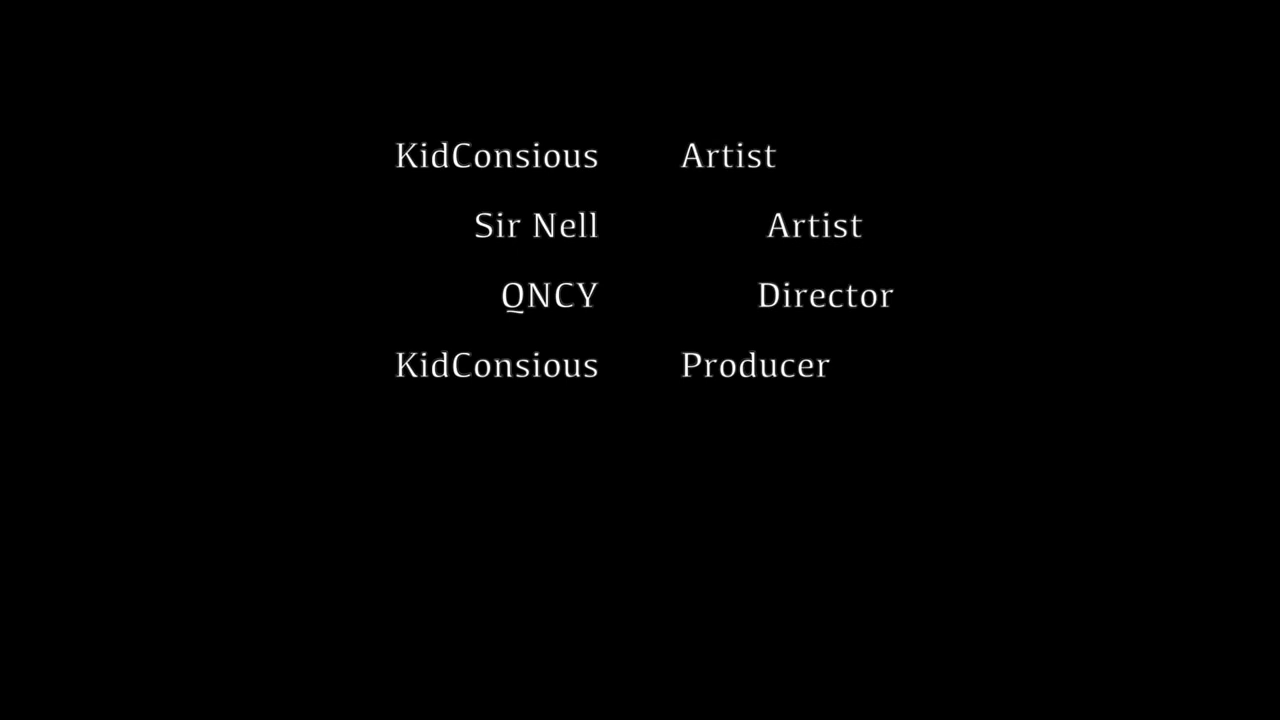 KidConsious Artist
Sir Nell Artist
QNCY Director
KidConsious Producer